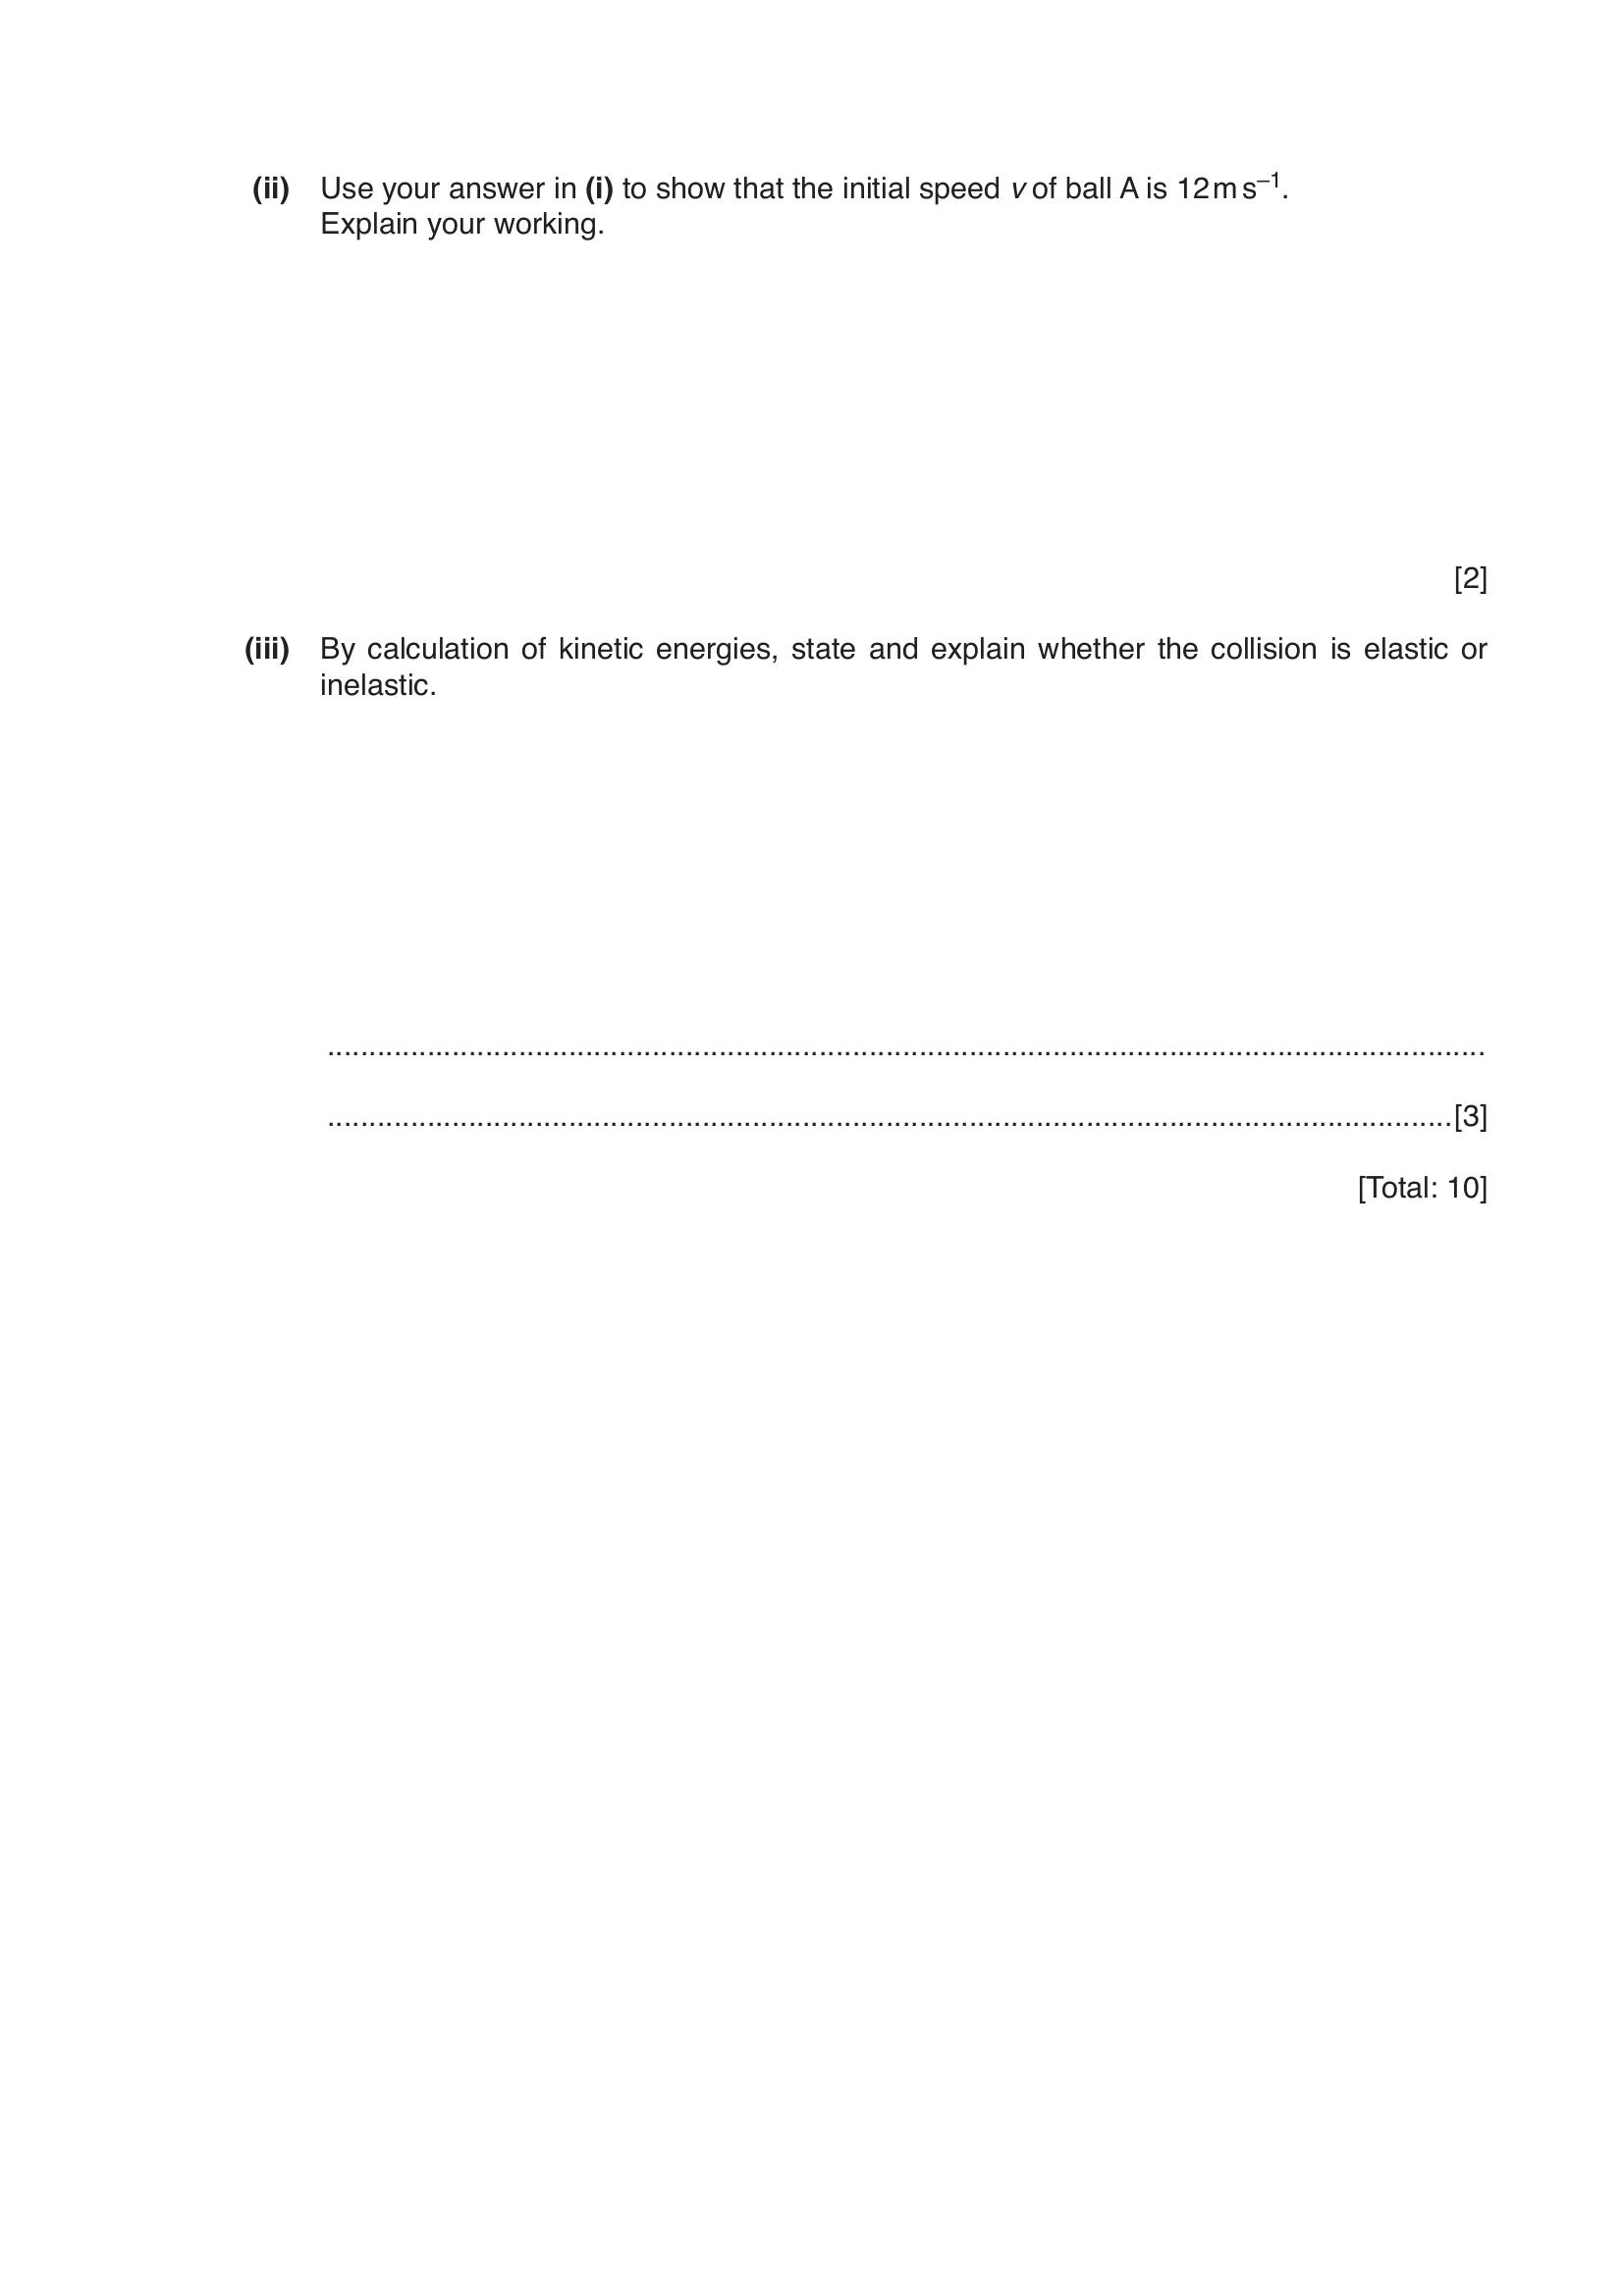 (ii) Use your answer in (i) to show that the initial speed v of ball A is 12 m s⁻¹.
Explain your working.
[2]
(iii) By calculation of kinetic energies, state and explain whether the collision is elastic or
inelastic.
...........................................................................................................................................
.......................................................................................................................................[3]
[Total: 10]